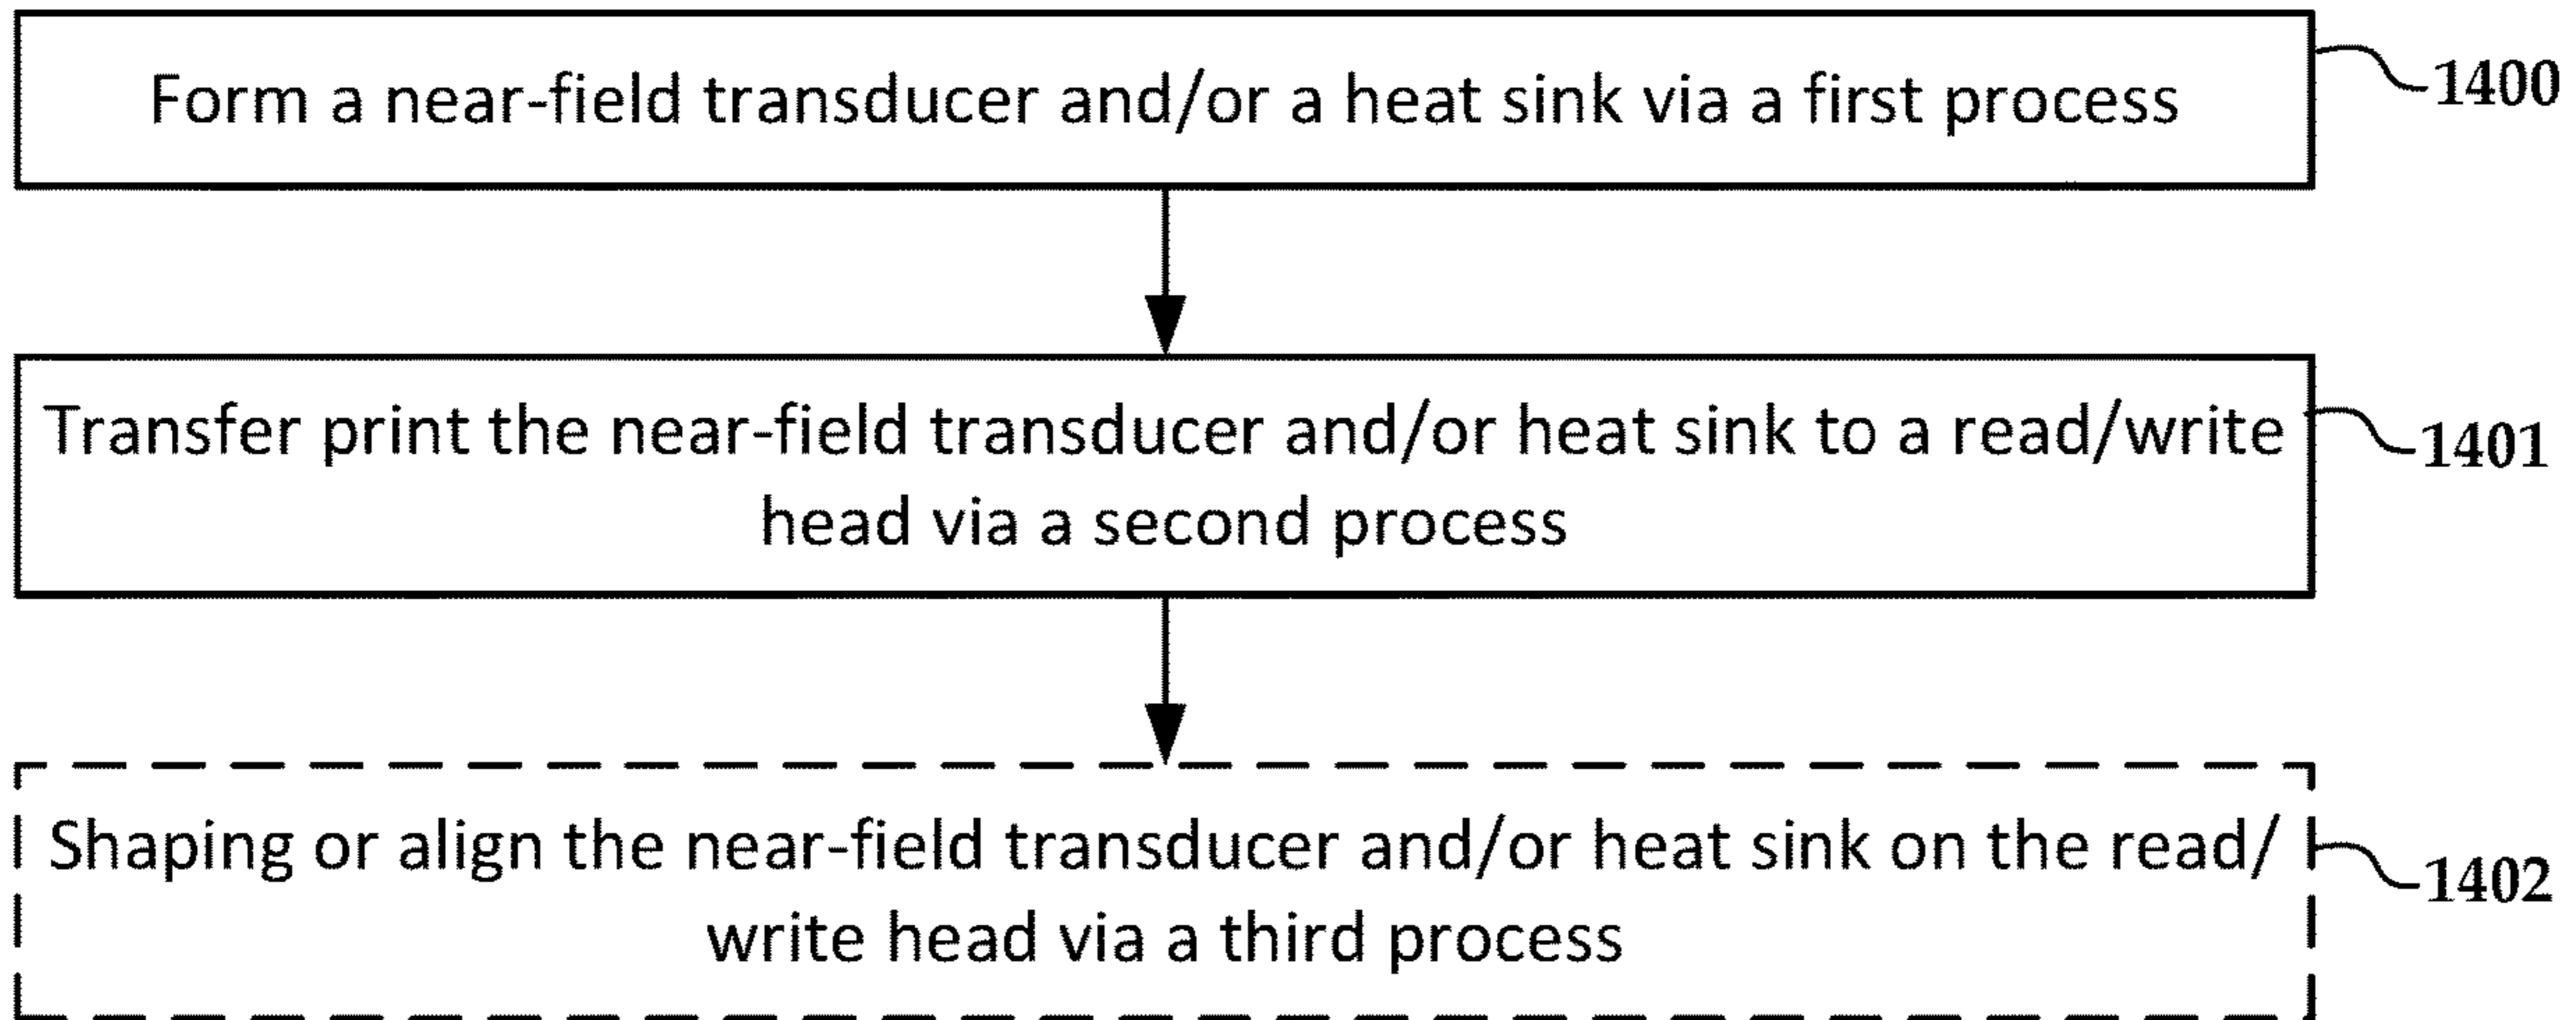 Form a near-field transducer and/or a heat sink via a first process
1400
Transfer print the near-field transducer and/or heat sink to a read/write
head via a second process
1401
Shaping or align the near-field transducer and/or heat sink on the read/
write head via a third process
1402